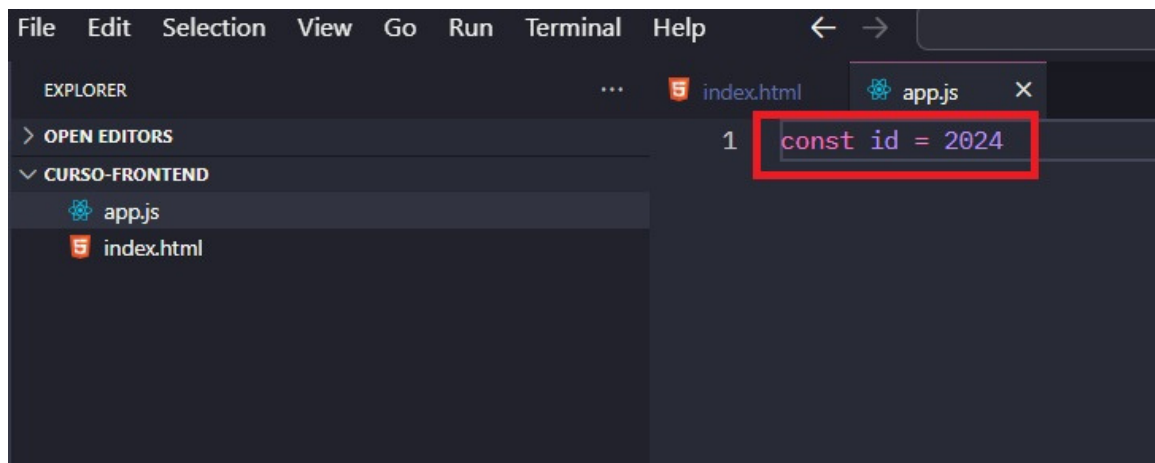 File Edit Selection View Go Run Terminal Help
EXPLORER
index.html app.js
OPEN EDITORS
1 const id = 2024
CURSO-FRONTEND
app.js
index.html